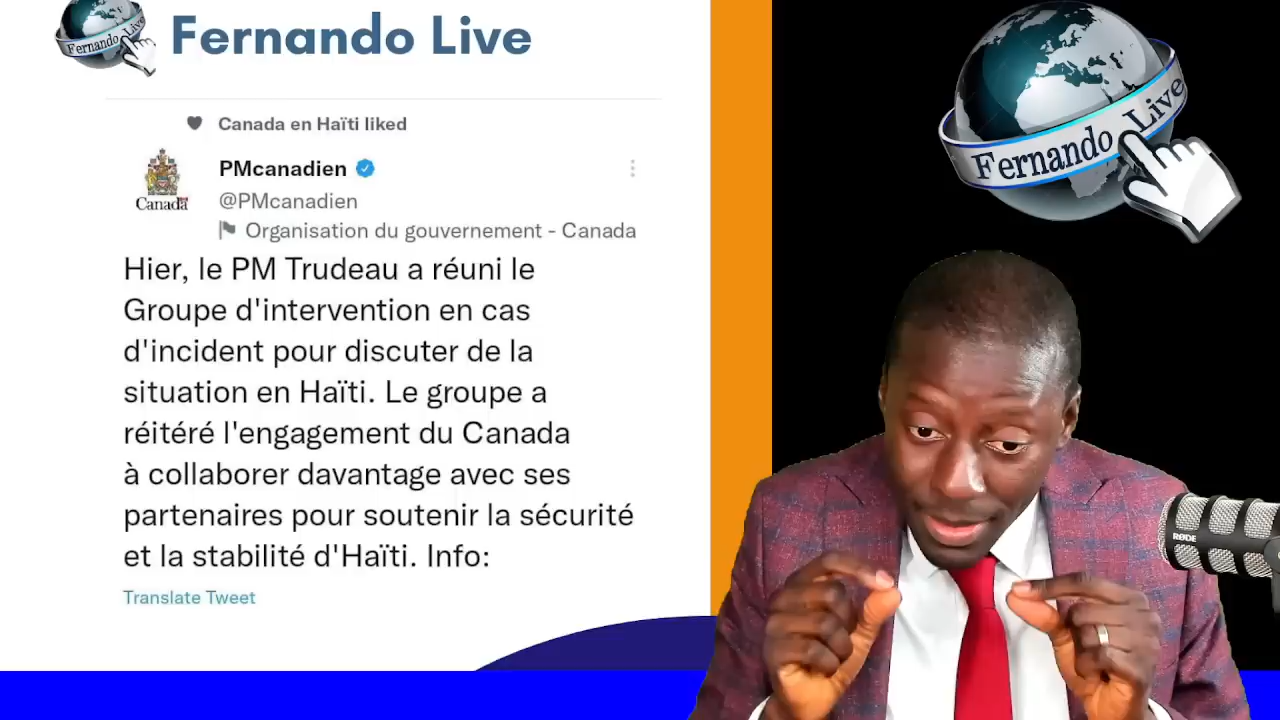 Fernando Live
Fernando Live
Canada en Haïti liked
PMcanadien
Canada
@PMcanadien
Organisation du gouvernement - Canada
Hier, le PM Trudeau a réuni le
Groupe d'intervention en cas
d'incident pour discuter de la
situation en Haïti. Le groupe a
réitéré l'engagement du Canada
à collaborer davantage avec ses
partenaires pour soutenir la sécurité
et la stabilité d'Haïti. Info:
Translate Tweet
Fernando Live
RØDE